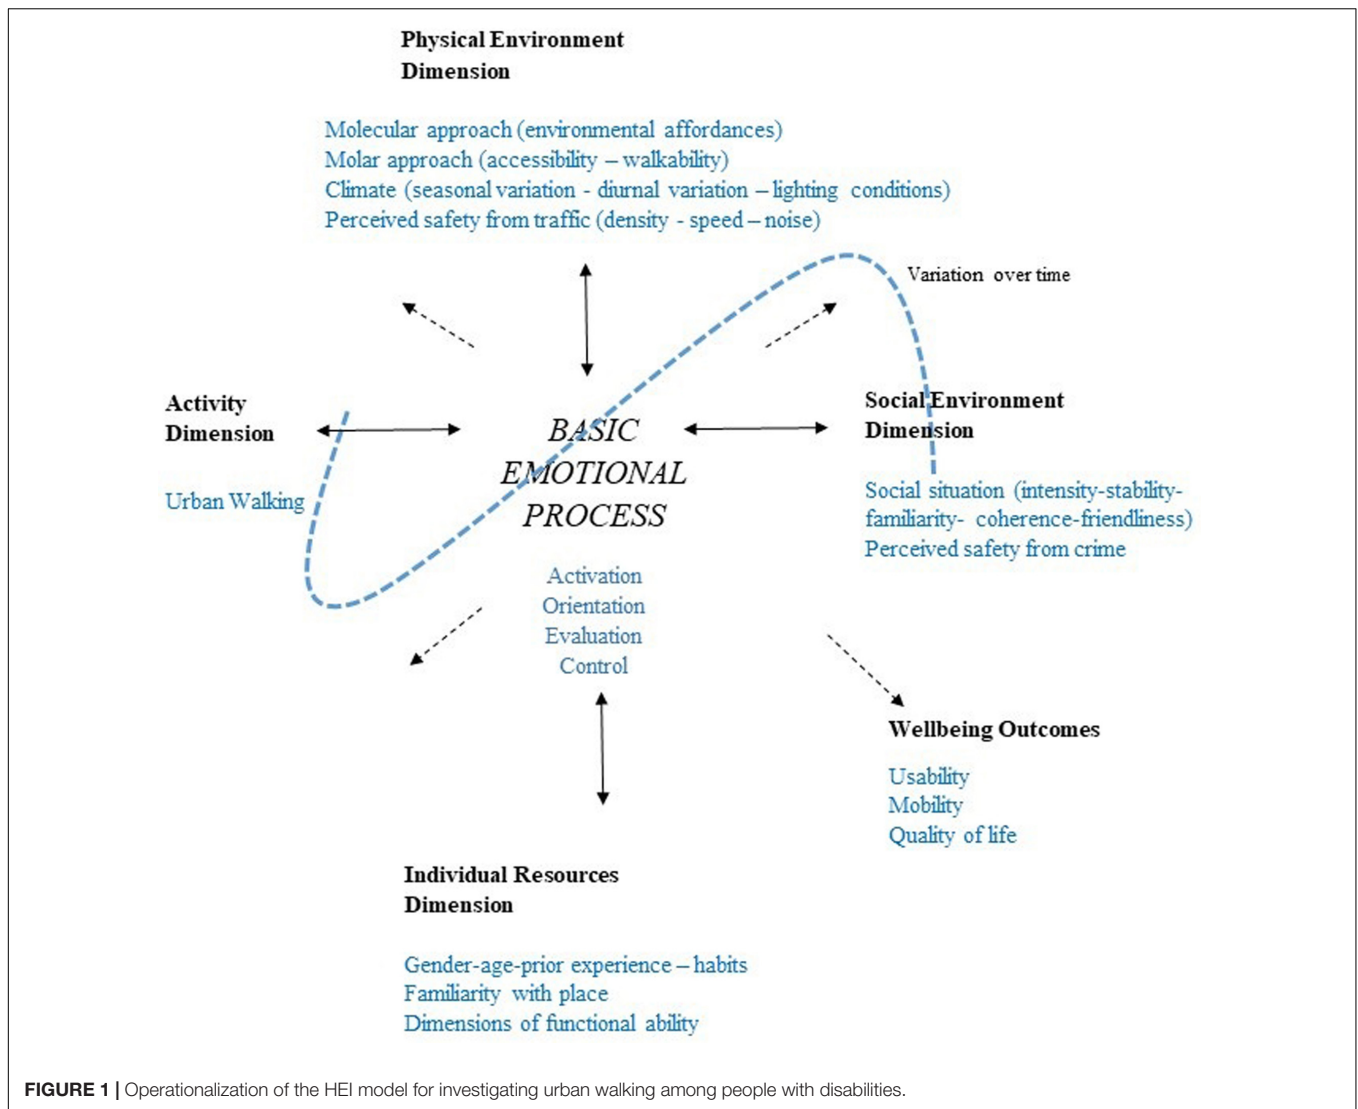 Physical Environment
Dimension
Molecular approach (environmental affordances)
Molar approach (accessibility – walkability)
Climate (seasonal variation - diurnal variation – lighting conditions)
Perceived safety from traffic (density - speed – noise)
Variation over time
Activity
Dimension
Urban Walking
BASIC
EMOTIONAL
PROCESS
Activation
Orientation
Evaluation
Control
Social Environment
Dimension
Social situation (intensity-stability-
familiarity- coherence-friendliness)
Perceived safety from crime
Wellbeing Outcomes
Usability
Mobility
Quality of life
Individual Resources
Dimension
Gender-age-prior experience – habits
Familiarity with place
Dimensions of functional ability
FIGURE 1 | Operationalization of the HEI model for investigating urban walking among people with disabilities.